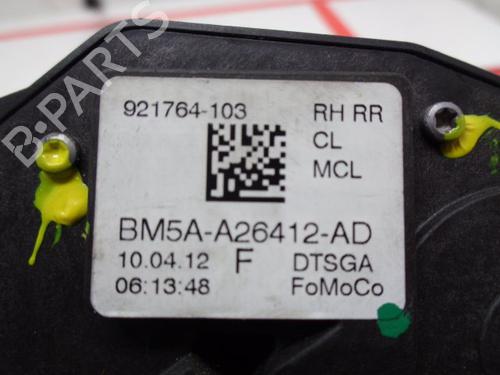 B-PARTS
921764-103 RH RR
CL
MCL
BM5A-A26412-AD
10.04.12 F DTSGA
06:13:48 FoMoCo